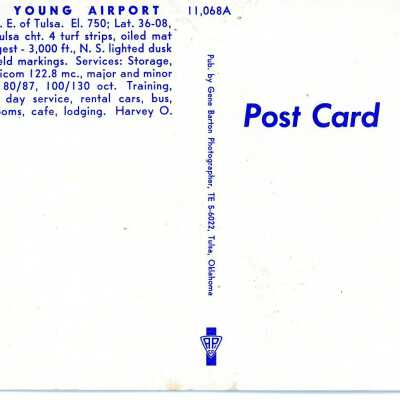 YOUNG AIRPORT
. E. of Tulsa. El. 750; Lat. 36-08,
ulsa cht. 4 turf strips, oiled mat
gest - 3,000 ft., N. S. lighted dusk
eld markings. Services: Storage,
icom 122.8 mc., major and minor
80/87, 100/130 oct. Training,
day service, rental cars, bus,
oms, cafe, lodging. Harvey O.
11,068A
Pub. by Gene Barton Photographer, TE 5-6022, Tulsa, Oklahoma
Post Card